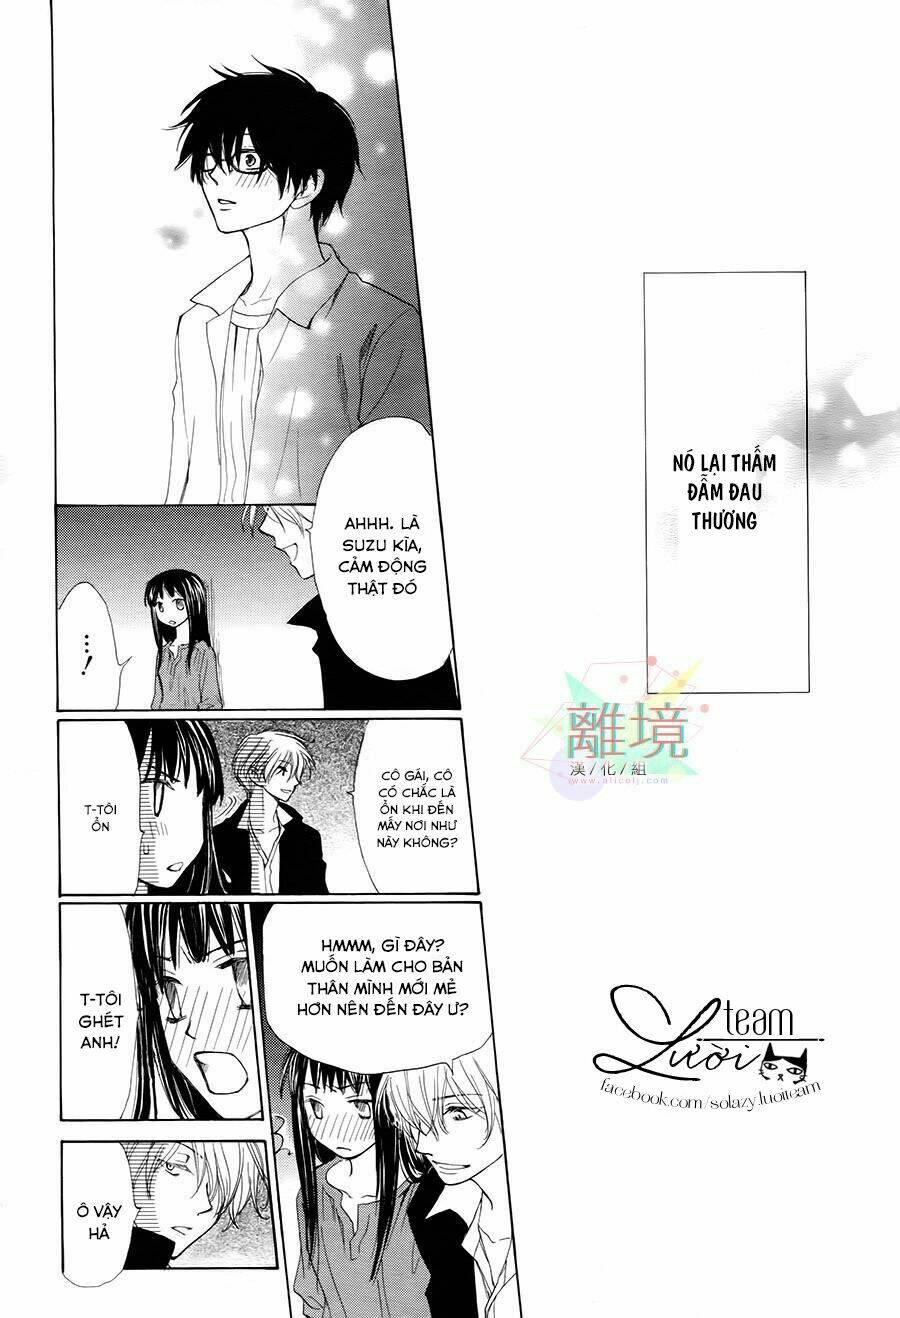 NÓ LẠI THẤM
ĐẪM ĐAU
THƯƠNG
AHHH. LÀ
SUZU KÌA,
CẢM ĐỘNG
THẬT ĐÓ
...!
CÔ GÁI, CÔ
CÓ CHẮC LÀ
ỔN KHI ĐẾN
MẤY NƠI NHƯ
NÀY KHÔNG?
T-TÔI
ỔN
HMMM, GÌ ĐÂY?
MUỐN LÀM CHO BẢN
THÂN MÌNH MỚI MẺ
HƠN NÊN ĐẾN ĐÂY Ư?
T-TÔI
GHÉT
ANH!
Ô VẬY
HẢ
離境
漢/化/組
www.alicolj.com
team
Lười
facebook.com/solazy.luoiteam